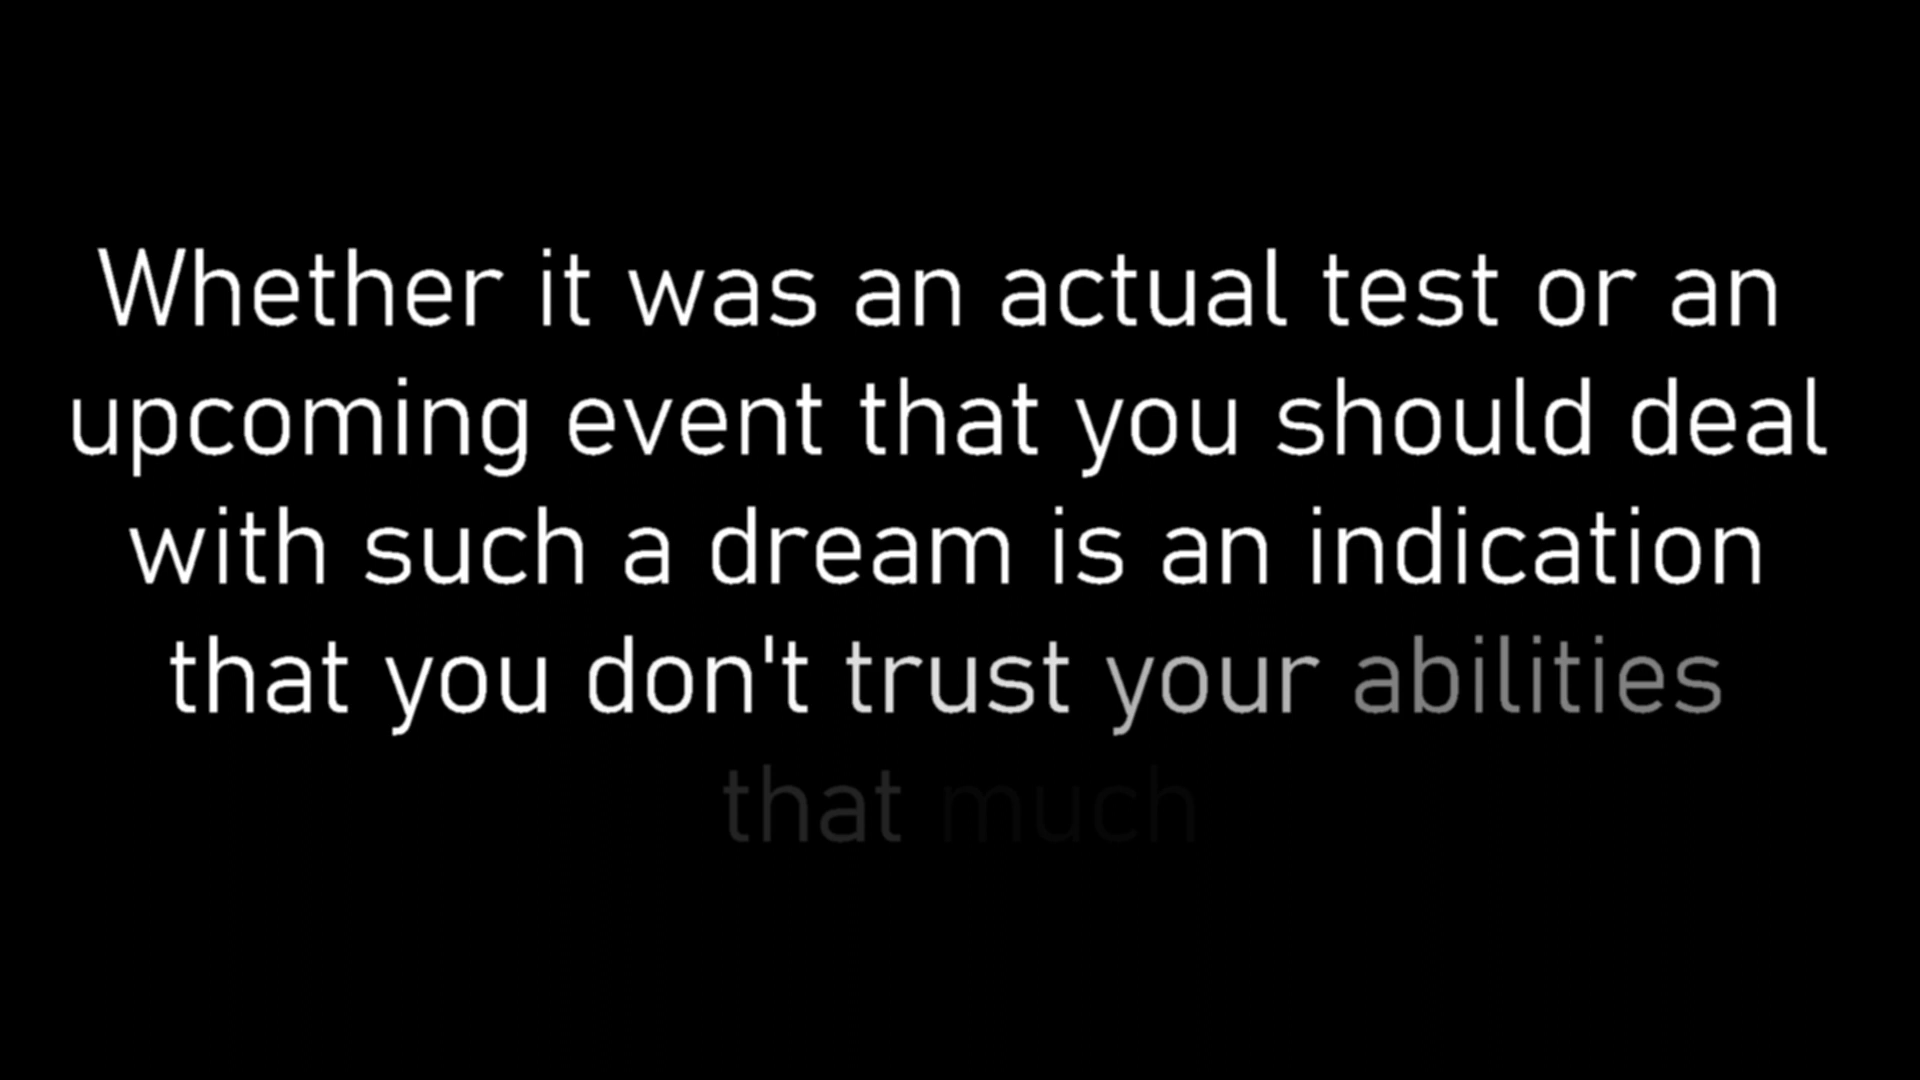 Whether it was an actual test or an
upcoming event that you should deal
with such a dream is an indication
that you don't trust your abilities
that much